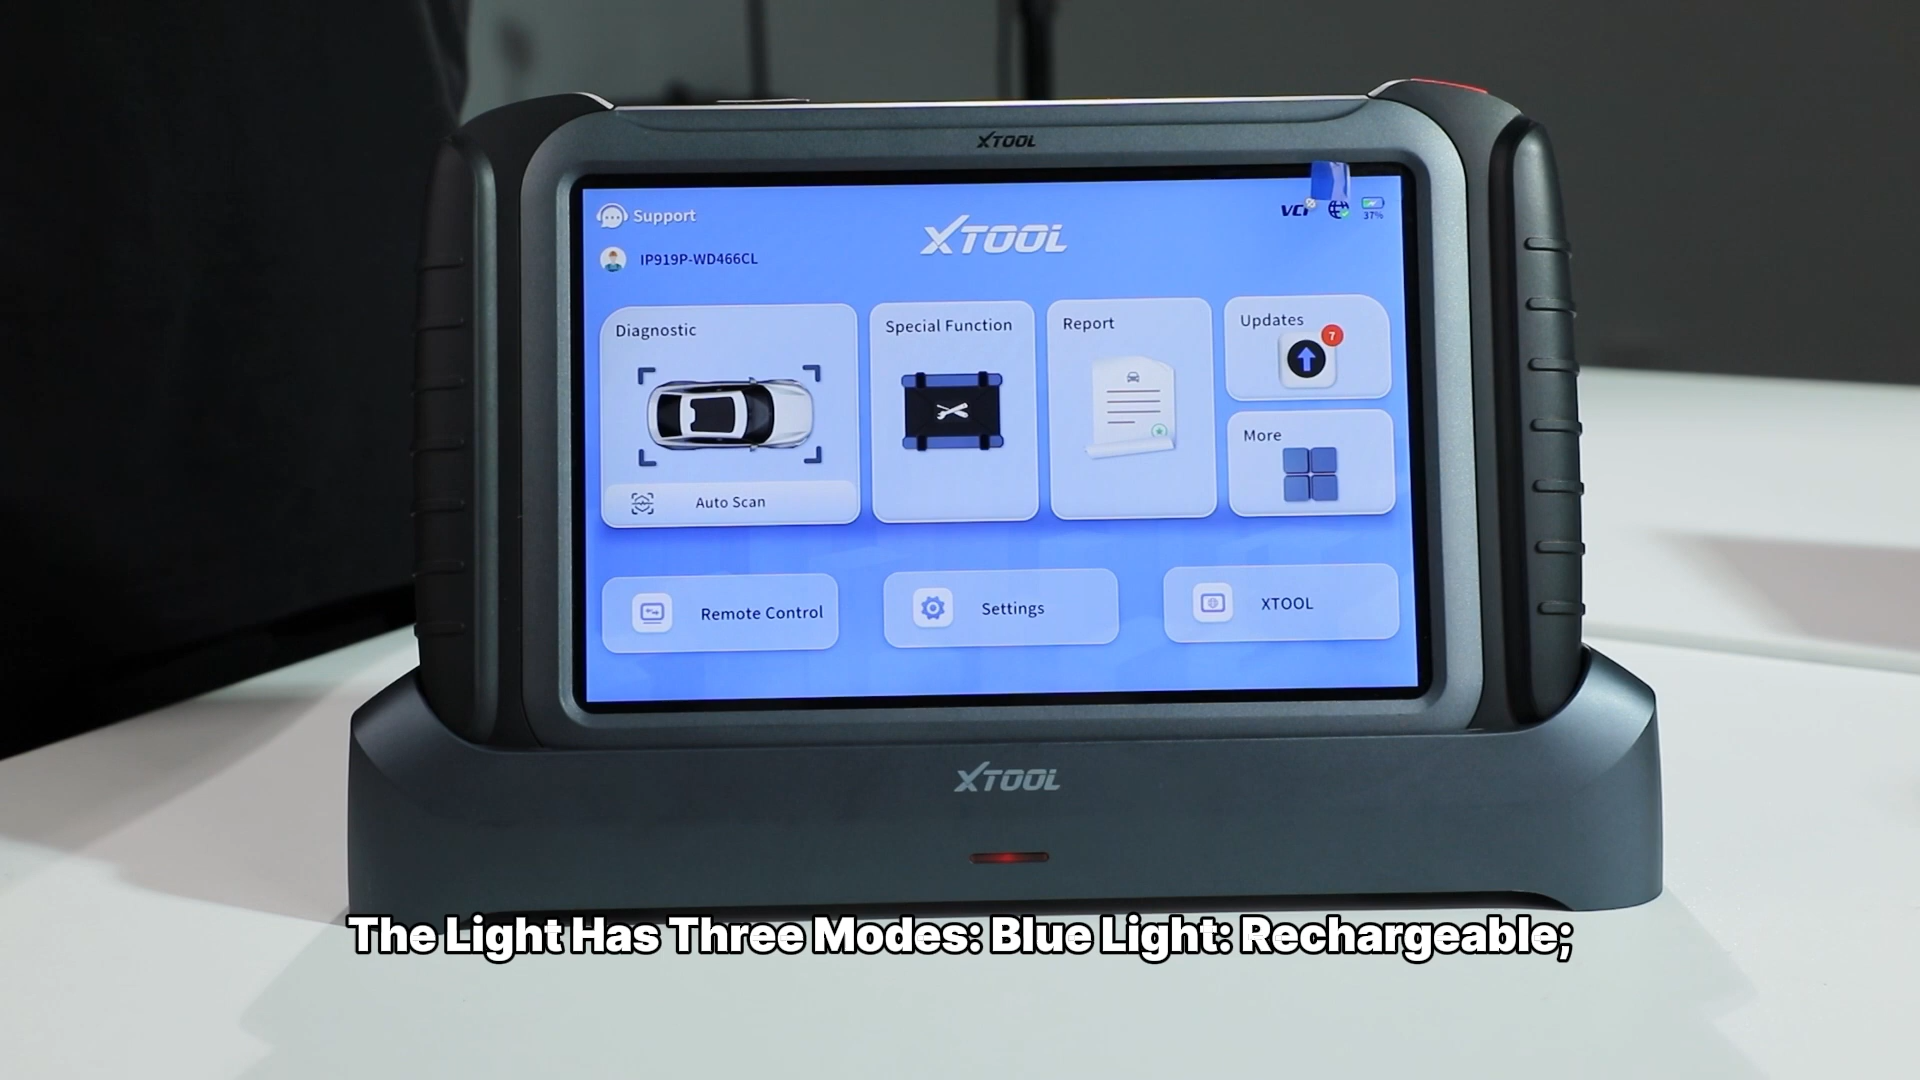 XTOOL
Support
VCI
37%
XTOOL
IP919P-WD466CL
Diagnostic
Special Function
Report
Updates
7
More
Auto Scan
Remote Control
Settings
XTOOL
XTOOL
The Light Has Three Modes: Blue Light: Rechargeable;